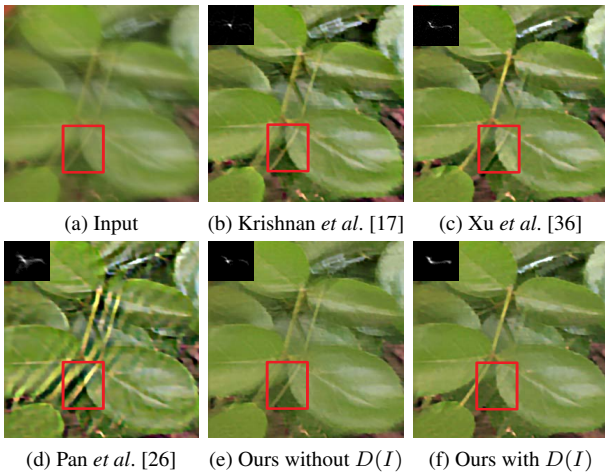 (a) Input
(b) Krishnan et al. [17]
(c) Xu et al. [36]
(d) Pan et al. [26]
(e) Ours without D(I)
(f) Ours with D(I)